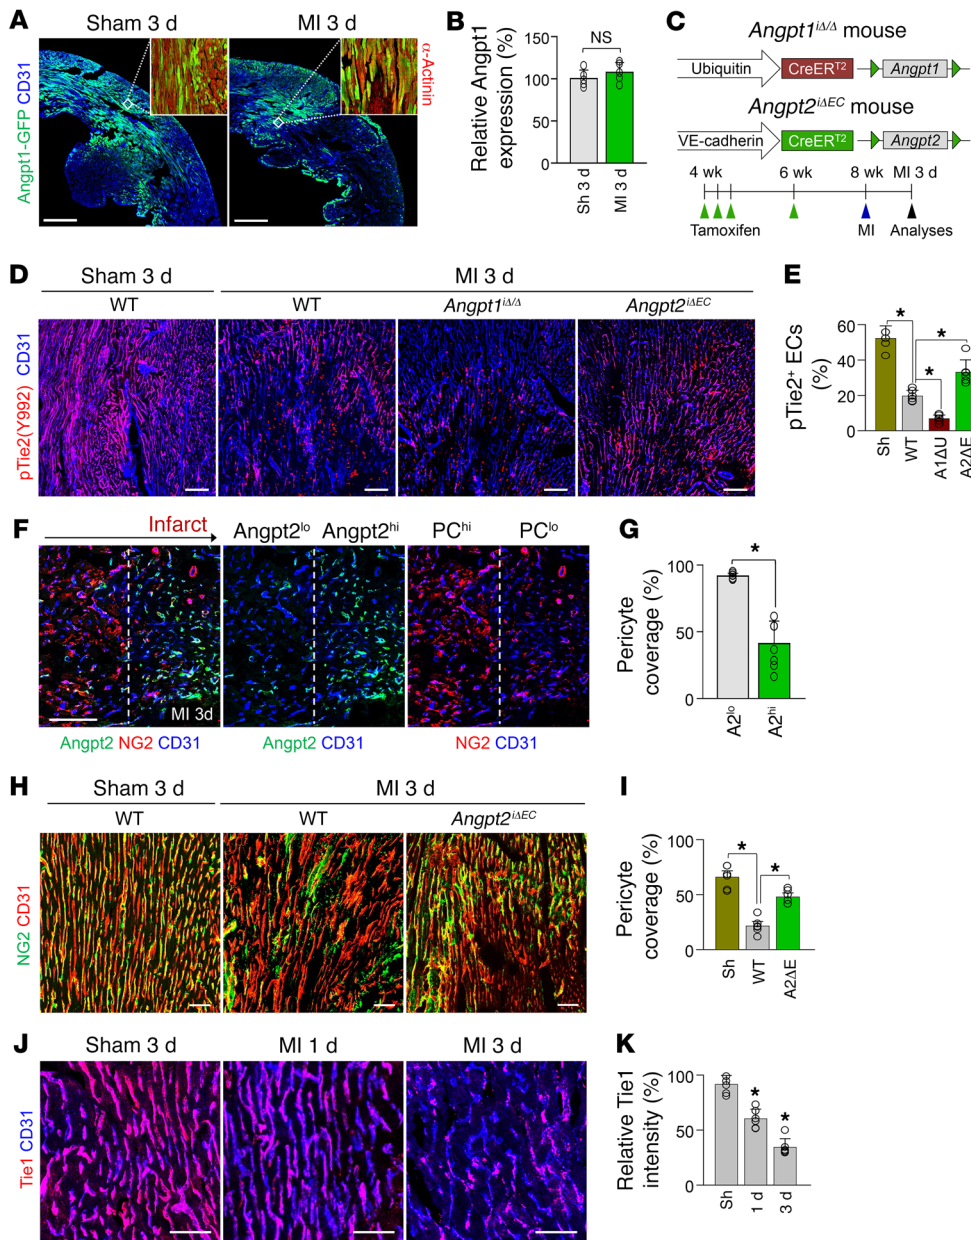 A
Sham 3 d
MI 3 d
Angpt1-GFP CD31
α-Actinin
B
Relative Angpt1
expression (%)
NS
150
100
50
0
Sh 3 d
MI 3 d
C
Angpt1iΔ/Δ mouse
Ubiquitin
CreERT2
Angpt1
Angpt2iΔEC mouse
VE-cadherin
CreERT2
Angpt2
4 wk
6 wk
8 wk
MI 3 d
Tamoxifen
MI
Analyses
D
Sham 3 d
MI 3 d
WT
WT
Angpt1iΔ/Δ
Angpt2iΔEC
pTie2(Y992) CD31
E
pTie2+ ECs
(%)
60
40
20
0
*
*
*
Sh
WT
A1ΔU
A2ΔE
F
Infarct
Angpt2lo
Angpt2hi
PChi
PClo
MI 3d
Angpt2 NG2 CD31
Angpt2 CD31
NG2 CD31
G
Pericyte
coverage (%)
100
50
0
*
A2lo
A2hi
H
Sham 3 d
MI 3 d
WT
WT
Angpt2iΔEC
NG2 CD31
I
Pericyte
coverage (%)
100
50
0
*
*
Sh
WT
A2ΔE
J
Sham 3 d
MI 1 d
MI 3 d
Tie1 CD31
K
Relative Tie1
intensity (%)
100
50
0
*
*
Sh
1 d
3 d